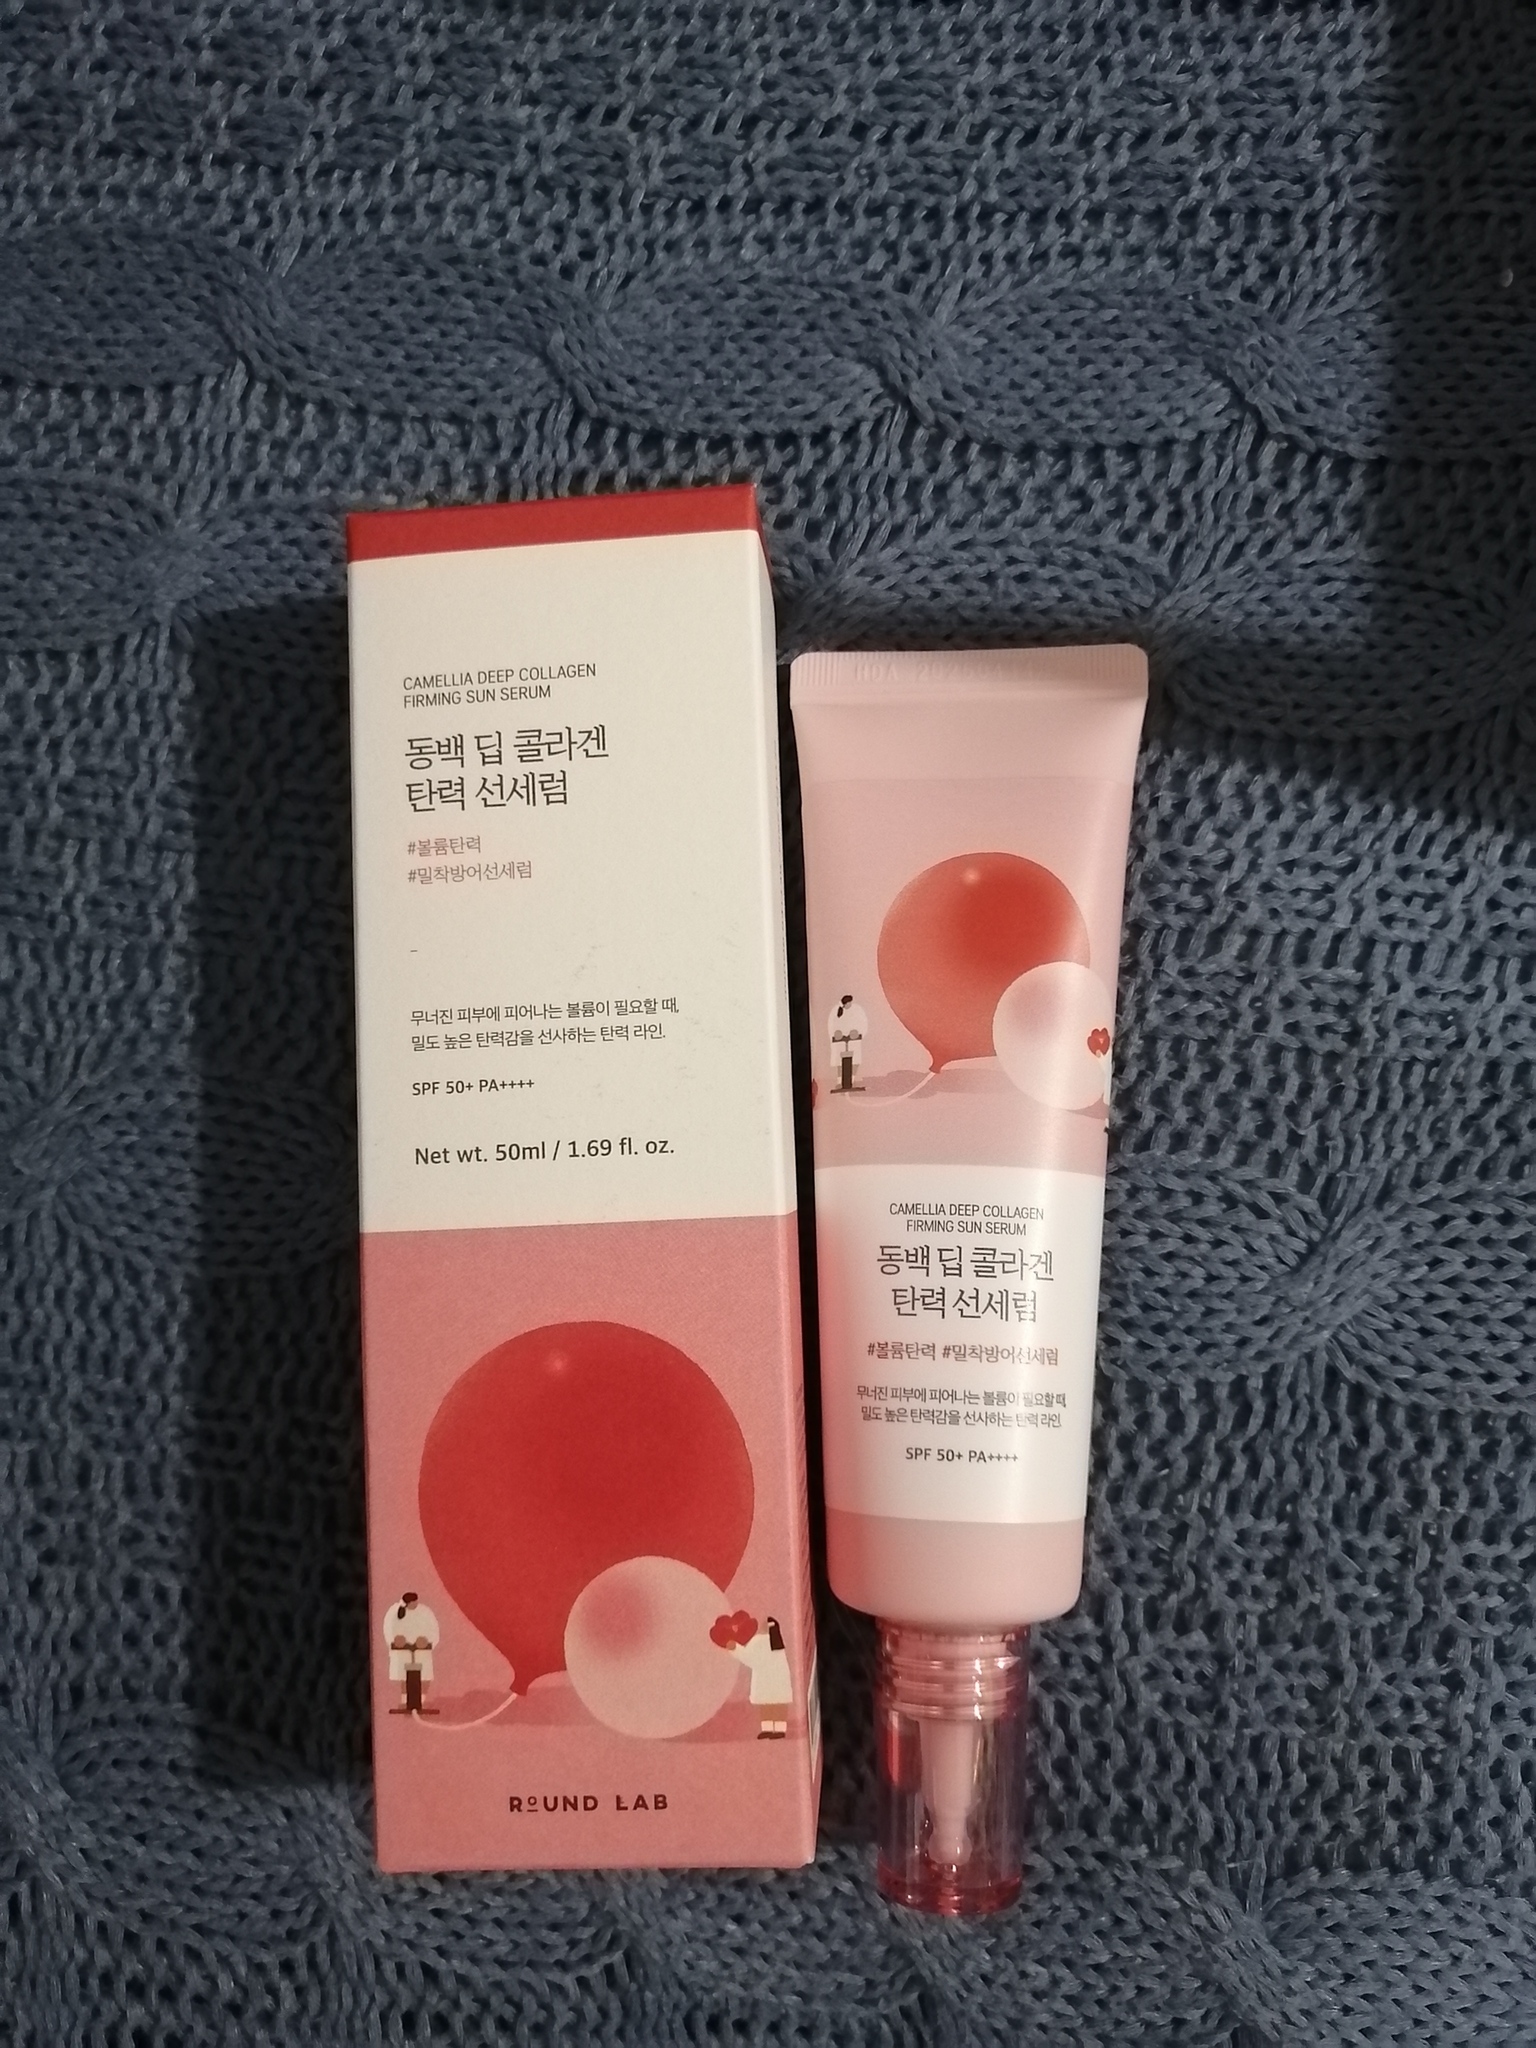 CAMELLIA DEEP COLLAGEN
FIRMING SUN SERUM
동백 딥 콜라겐
탄력 선세럼
#볼륨탄력
#밀착방어선세럼
-
무너진 피부에 피어나는 볼륨이 필요할 때,
밀도 높은 탄력감을 선사하는 탄력 라인.
SPF 50+ PA++++
Net wt. 50ml / 1.69 fl. oz.
ROUND LAB
CAMELLIA DEEP COLLAGEN
FIRMING SUN SERUM
동백 딥 콜라겐
탄력 선세럼
#볼륨탄력 #밀착방어선세럼
무너진 피부에 피어나는 볼륨이 필요할 때,
밀도 높은 탄력감을 선사하는 탄력 라인.
SPF 50+ PA++++